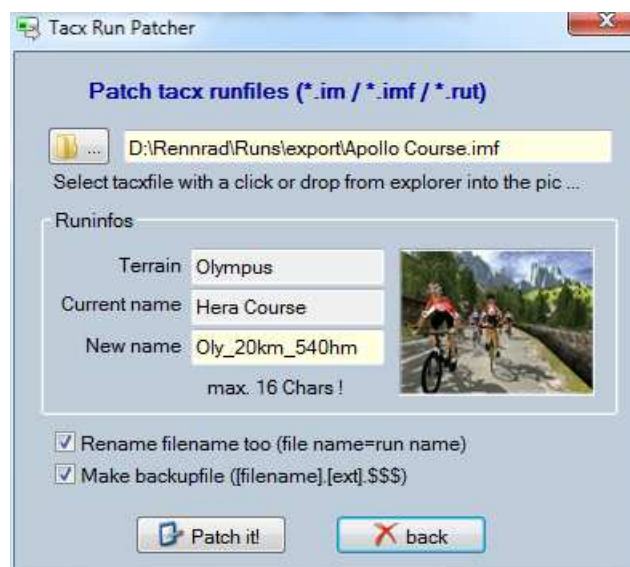 Tacx Run Patcher
Patch tacx runfiles (*.im / *.imf / *.rut)
... D:\Rennrad\Runs\export\Apollo Course.imf
Select tacxfile with a click or drop from explorer into the pic ...
Runinfos
Terrain Olympus
Current name Hera Course
New name Oly_20km_540hm
max. 16 Chars !
Rename filename too (file name=run name)
Make backupfile ([filename].[ext].$$$)
Patch it! back